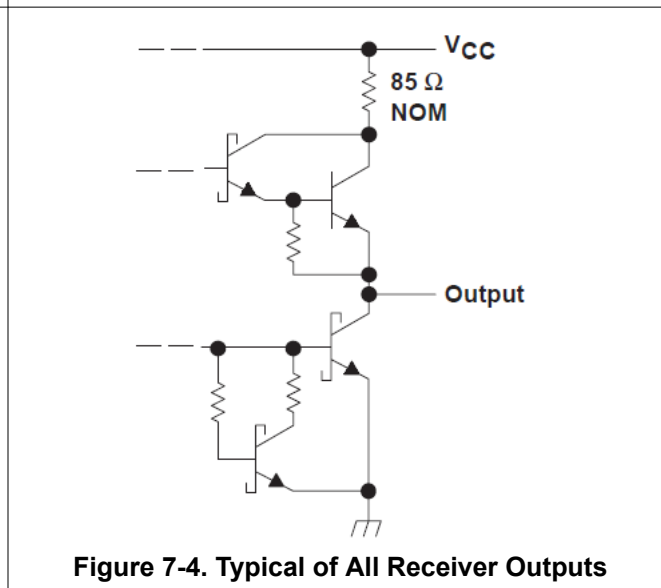 VCC
85 Ω
NOM
Output
Figure 7-4. Typical of All Receiver Outputs